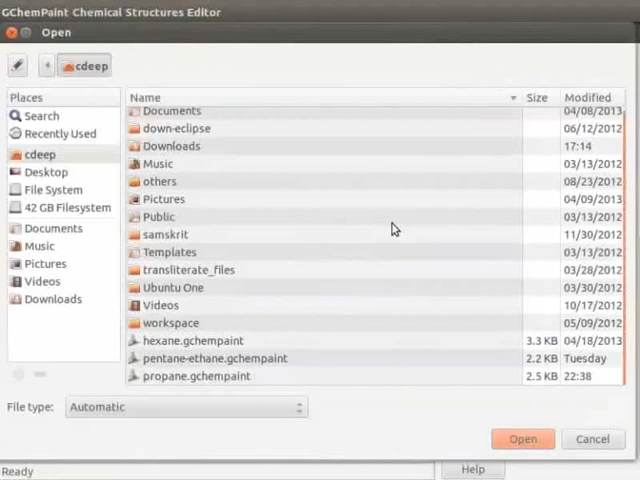 GChemPaint Chemical Structures Editor
Open
cdeep
Places
Search
Recently Used
cdeep
Desktop
File System
42 GB Filesystem
Documents
Music
Pictures
Videos
Downloads
Name Size Modified
Documents 04/08/2013
down-eclipse 06/12/2012
Downloads 17:14
Music 03/13/2012
others 08/23/2012
Pictures 04/09/2013
Public 03/13/2012
samskrit 11/30/2012
Templates 03/13/2012
transliterate_files 03/28/2012
Ubuntu One 03/30/2012
Videos 10/17/2012
workspace 05/09/2012
hexane.gchempaint 3.3 KB 04/18/2013
pentane-ethane.gchempaint 2.2 KB Tuesday
propane.gchempaint 2.5 KB 22:38
File type: Automatic
Open Cancel
Ready Help